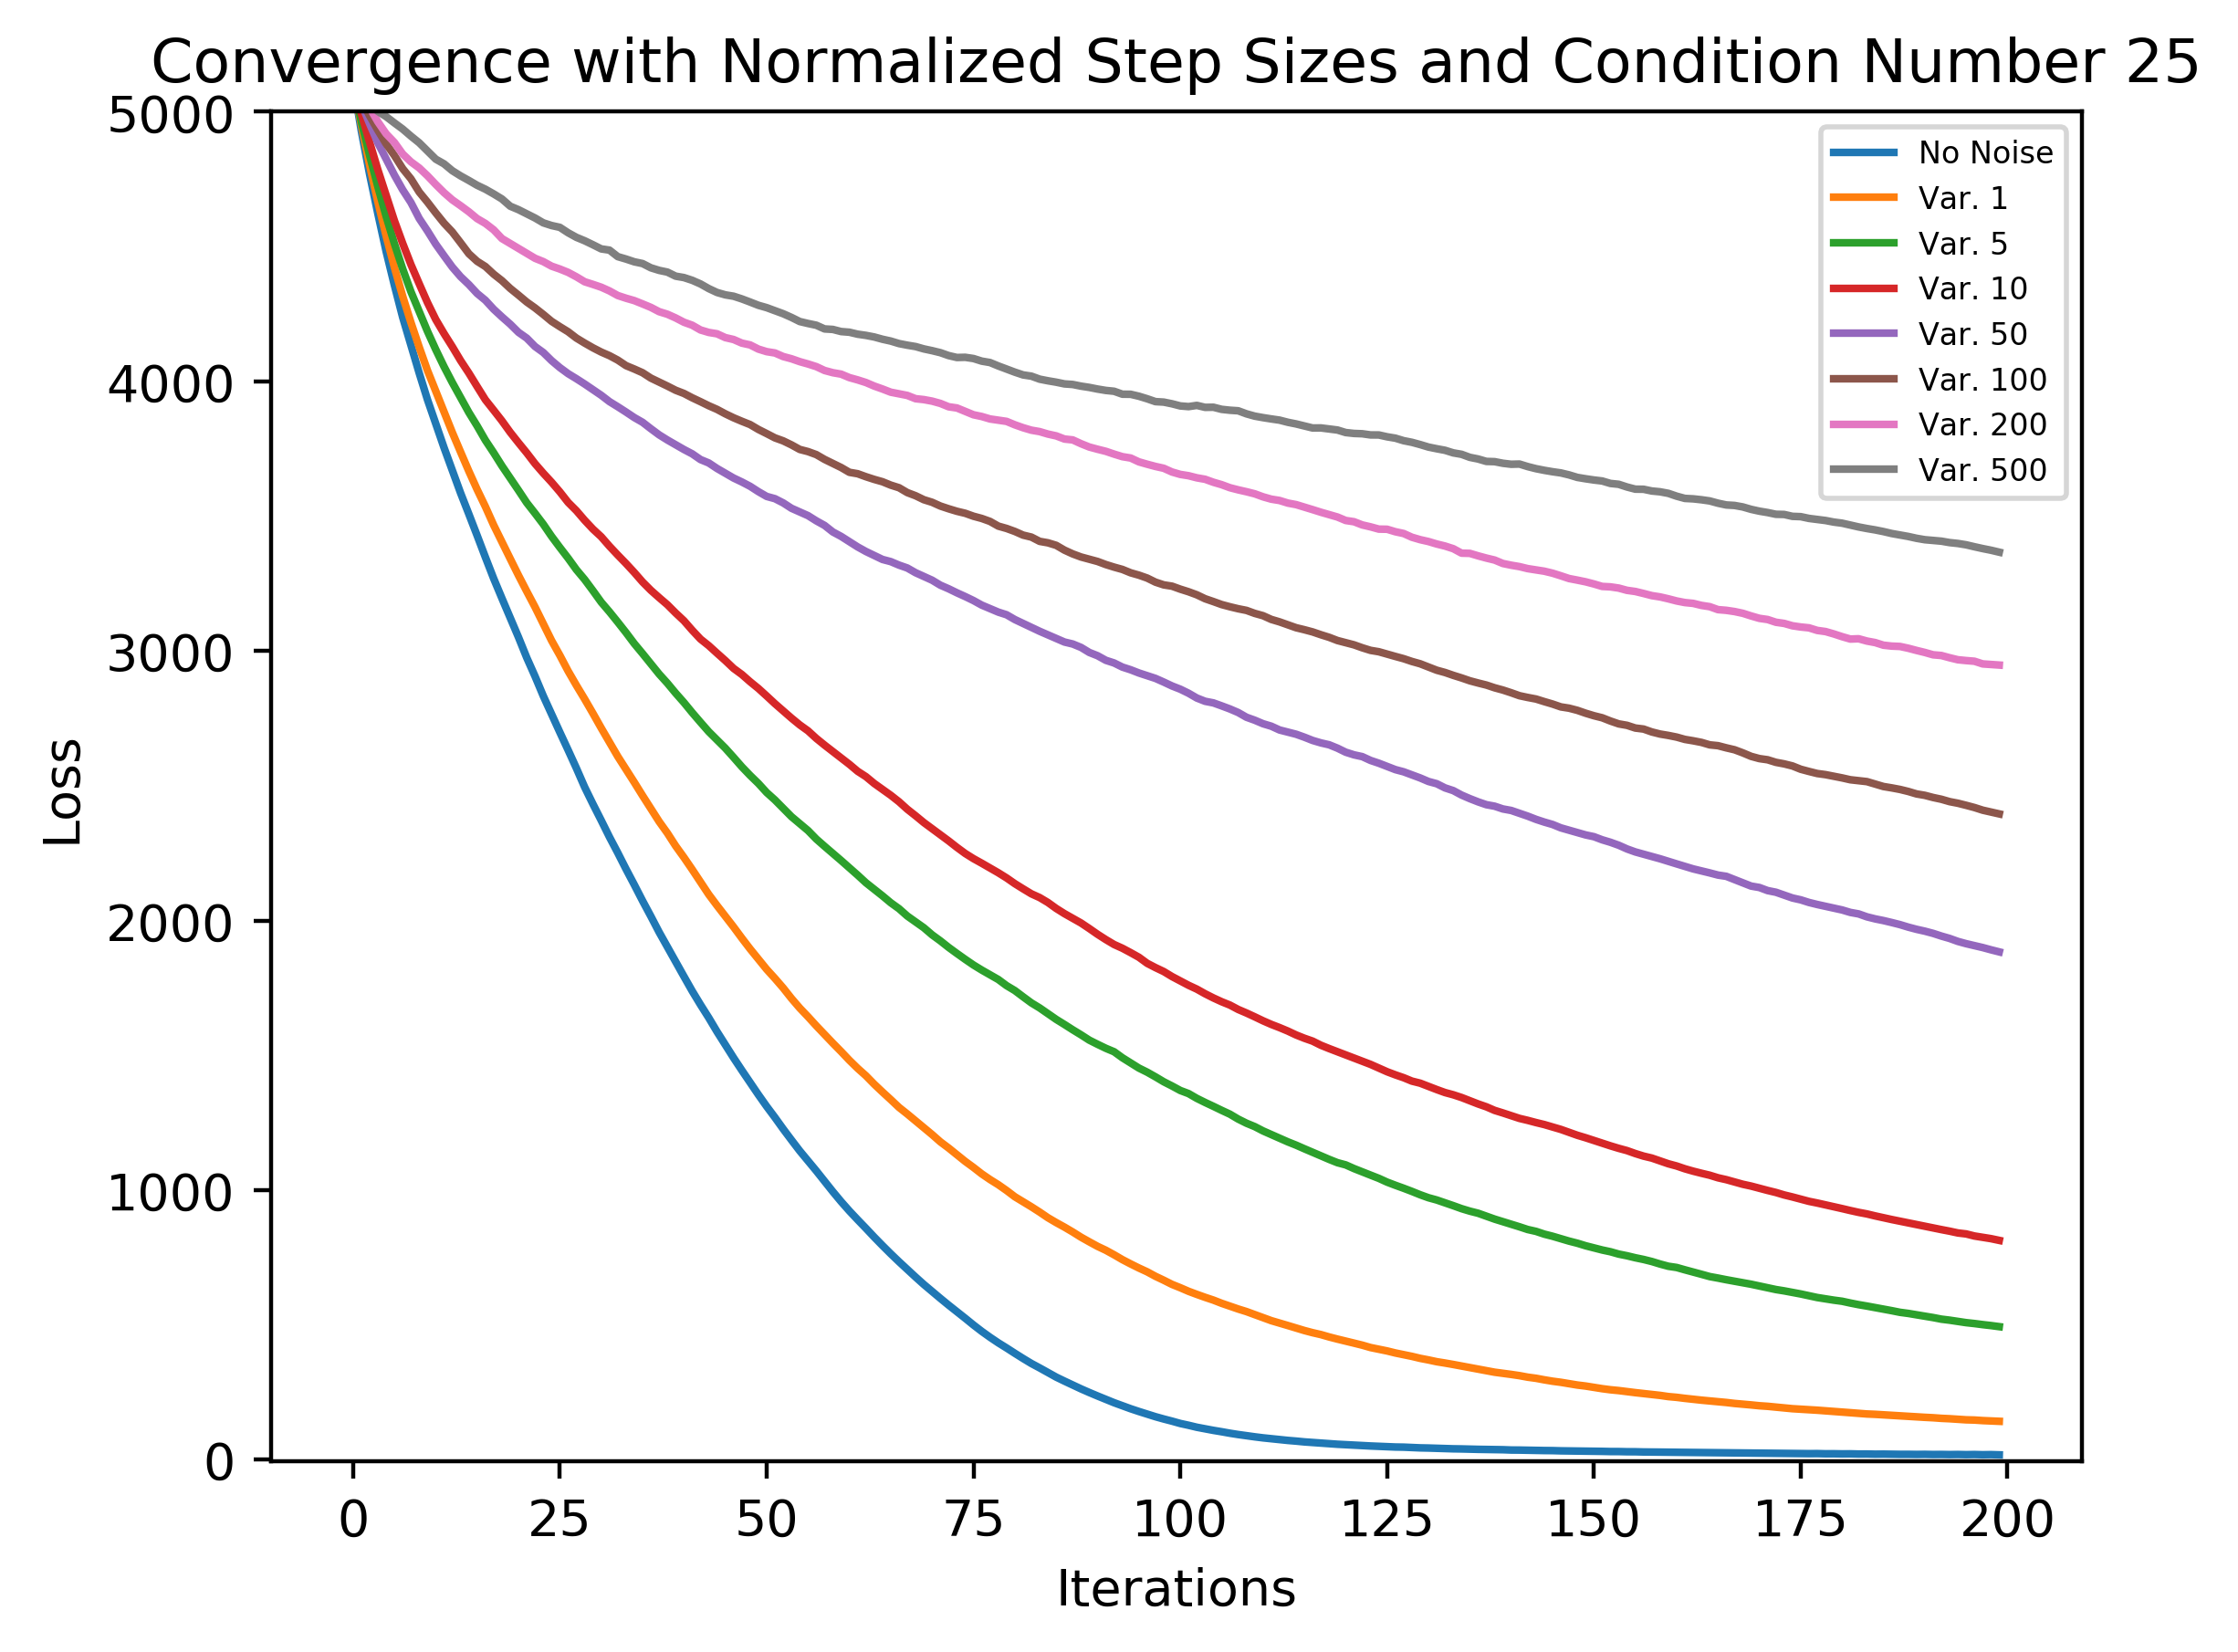 Convergence with Normalized Step Sizes and Condition Number 25
5000
4000
3000
2000
1000
0
Loss
No Noise
Var. 1
Var. 5
Var. 10
Var. 50
Var. 100
Var. 200
Var. 500
0 25 50 75 100 125 150 175 200
Iterations